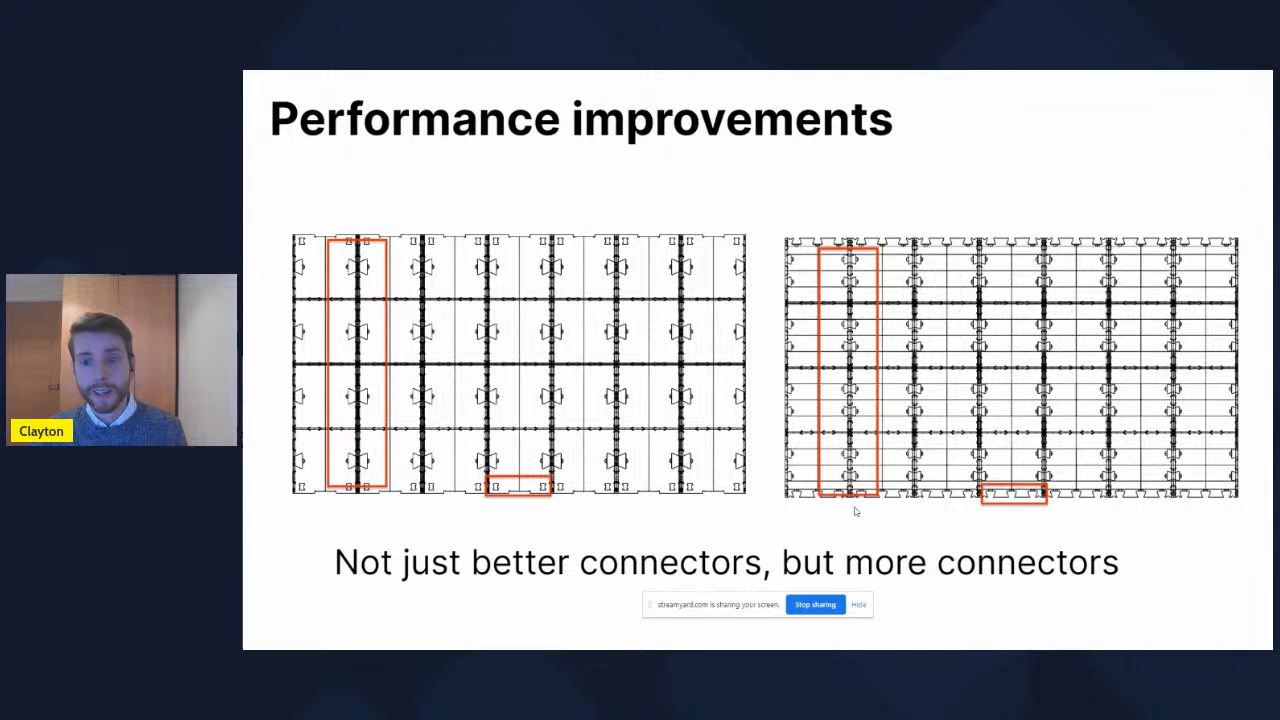 Performance improvements
Clayton
Not just better connectors, but more connectors
streamyard.com is sharing your screen.
Stop sharing
Hide